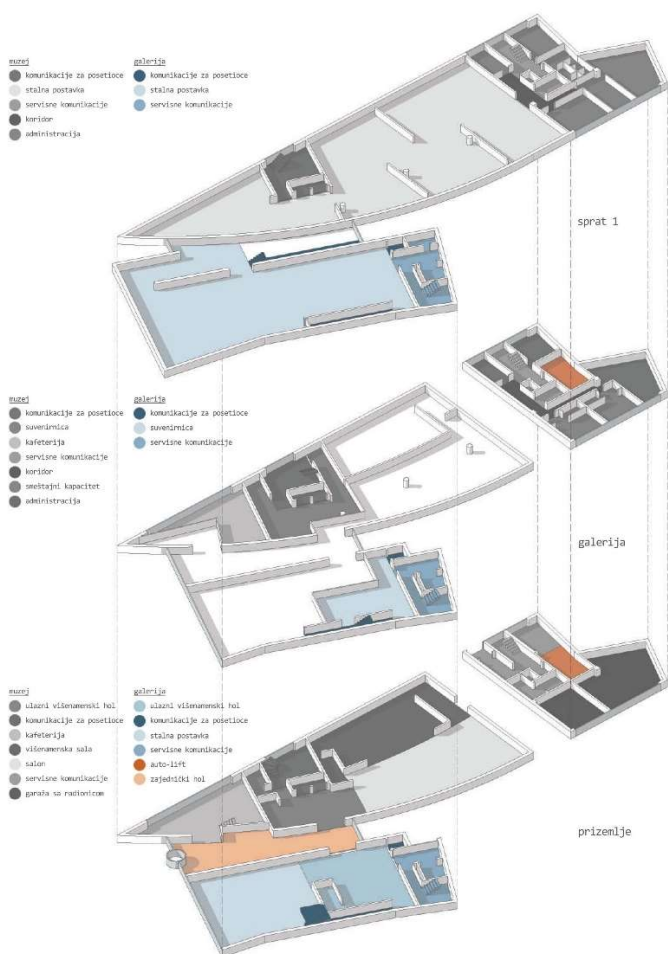 muzej
komunikacije za posetioce
stalna postavka
servisne komunikacije
koridor
administracija
galerija
komunikacije za posetioce
stalna postavka
servisne komunikacije
sprat 1
muzej
komunikacije za posetioce
suvenirnica
kafeterija
servisne komunikacije
koridor
smeštajni kapacitet
administracija
galerija
komunikacije za posetioce
suvenirnica
servisne komunikacije
galerija
muzej
ulazni višenamenski hol
komunikacije za posetioce
kafeterija
višenamenska sala
salon
servisne komunikacije
garaža sa radionicom
galerija
ulazni višenamenski hol
komunikacije za posetioce
stalna postavka
servisne komunikacije
auto-lift
zajednički hol
prizemlje